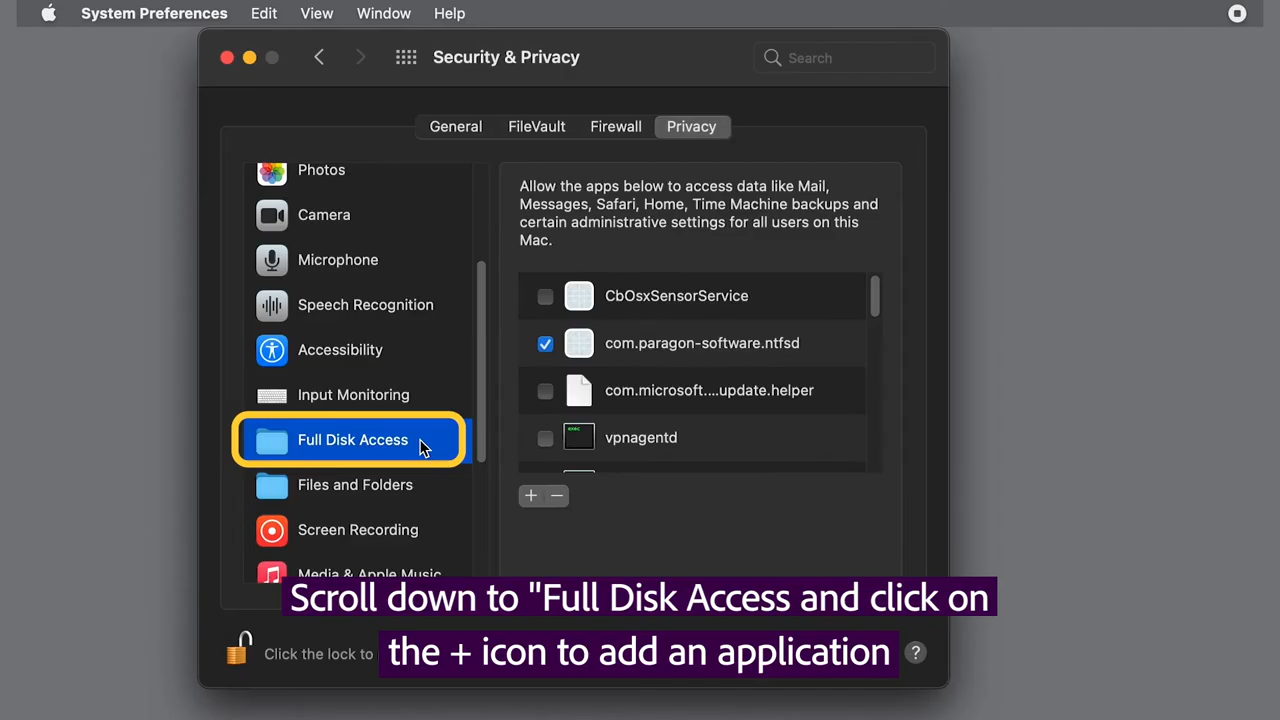 System Preferences Edit View Window Help
Security & Privacy
Search
General FileVault Firewall Privacy
Photos
Camera
Microphone
Speech Recognition
Accessibility
Input Monitoring
Full Disk Access
Files and Folders
Screen Recording
Media & Apple Music
Allow the apps below to access data like Mail,
Messages, Safari, Home, Time Machine backups and
certain administrative settings for all users on this
Mac.
CbOsxSensorService
com.paragon-software.ntfsd
com.microsoft....update.helper
exec
vpnagentd
+ −
Scroll down to "Full Disk Access and click on
the + icon to add an application
Click the lock to
?